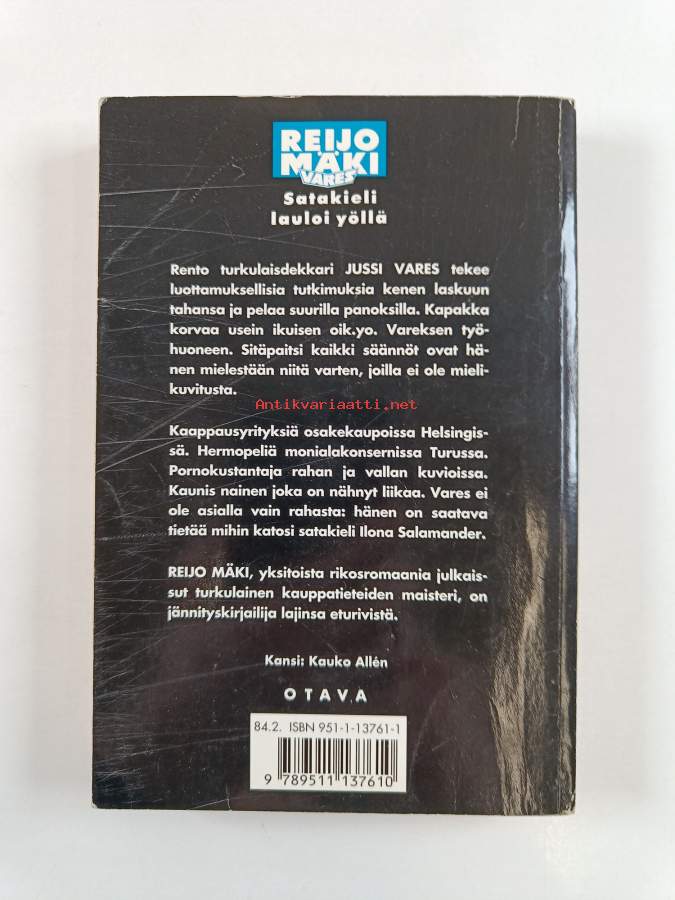 REIJO
MÄKI
VARES
Satakieli
lauloi yöllä
Rento turkulaisdekkari JUSSI VARES tekee
luottamuksellisia tutkimuksia kenen laskuun
tahansa ja pelaa suurilla panoksilla. Kapakka
korvaa usein ikuisen oik.yo. Vareksen työ-
huoneen. Sitäpaitsi kaikki säännöt ovat hä-
nen mielestään niitä varten, joilla ei ole mieli-
kuvitusta.
Antikvariaatti.net
Kaappausyrityksiä osakekaupoissa Helsingis-
sä. Hermopeliä monialakonsernissa Turussa.
Pornokustantaja rahan ja vallan kuvioissa.
Kaunis nainen joka on nähnyt liikaa. Vares ei
ole asialla vain rahasta: hänen on saatava
tietää mihin katosi satakieli Ilona Salamander.
REIJO MÄKI, yksitoista rikosromaania julkais-
sut turkulainen kauppatieteiden maisteri, on
jännityskirjailija lajinsa eturivistä.
Kansi: Kauko Allén
OTAVA
84.2. ISBN 951-1-13761-1
9 789511 137610